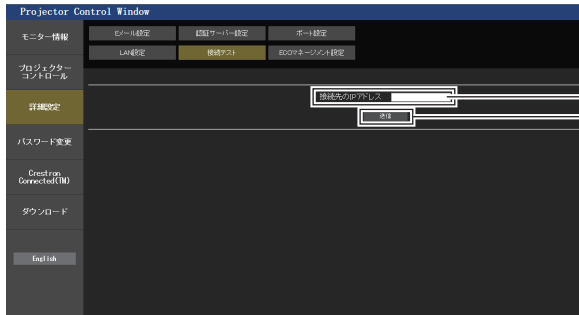 Projector Control Window
モニター情報
プロジェクター
コントロール
詳細設定
パスワード変更
Crestron
Connected(TM)
ダウンロード
English
Eメール設定
認証サーバー設定
ポート設定
LAN設定
接続テスト
ECOマネージメント設定
接続先のIPアドレス
送信